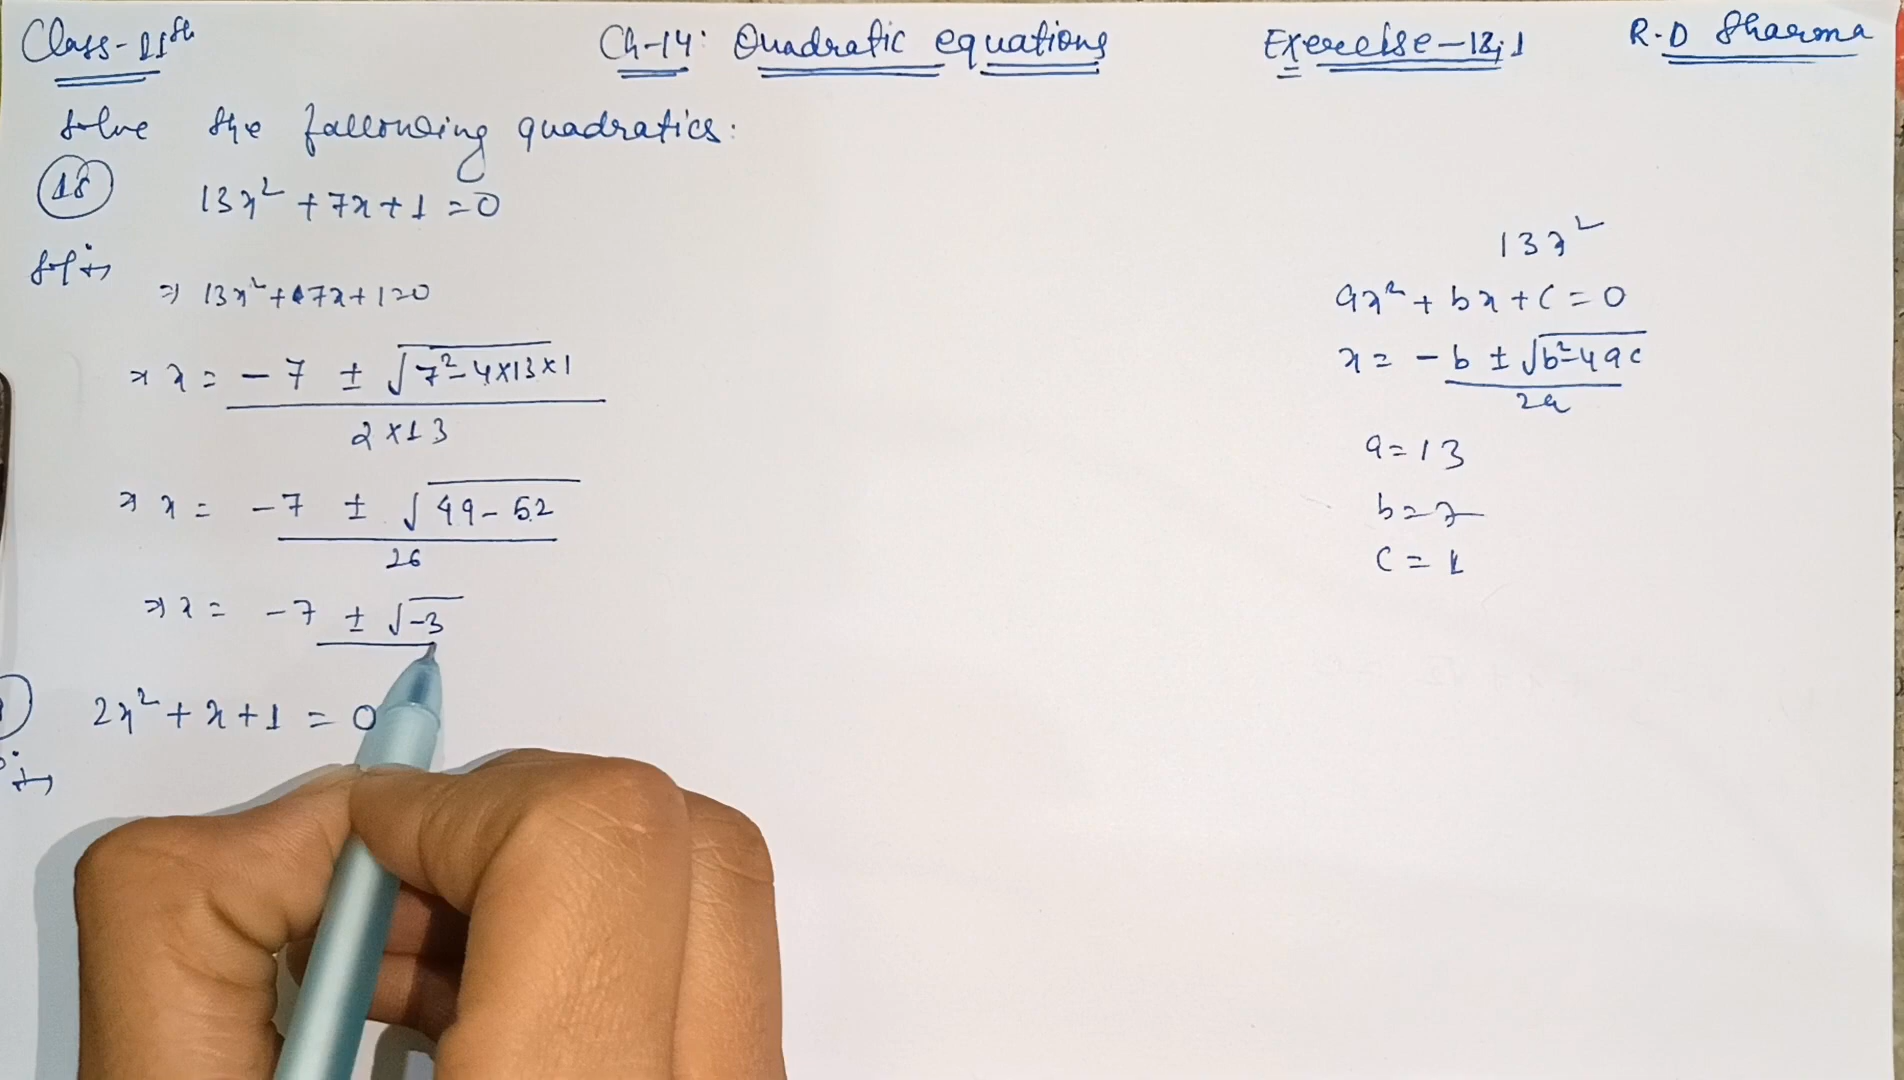 Class-11th Ch-14: Quadratic equations Exercise-13.1 R.D Sharma
Solve the following quadratics:
18 13x² + 7x + 1 = 0
Solⁿ:→
⇒ 13x² + 7x + 1 = 0
⇒ x = -7 ± √7²-4×13×1 / 2×13
⇒ x = -7 ± √49-52 / 26
⇒ x = -7 ± √-3
2x² + x + 1 = 0
13x²
ax² + bx + c = 0
x = -b ± √b²-4ac / 2a
a = 13
b = 7
c = 1